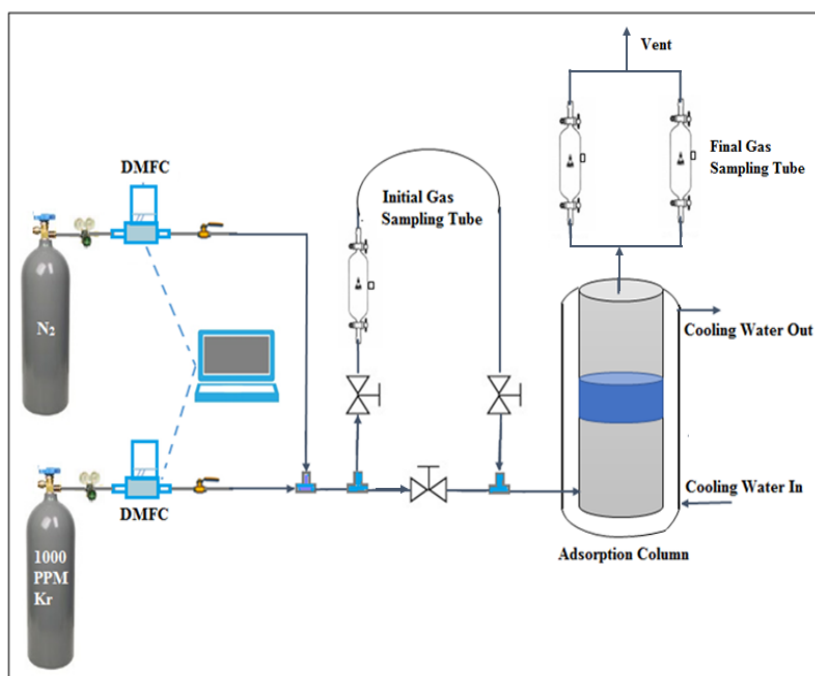 Vent
DMFC
Initial Gas
Sampling Tube
Final Gas
Sampling Tube
N₂
Cooling Water Out
Cooling Water In
DMFC
1000
PPM
Kr
Adsorption Column